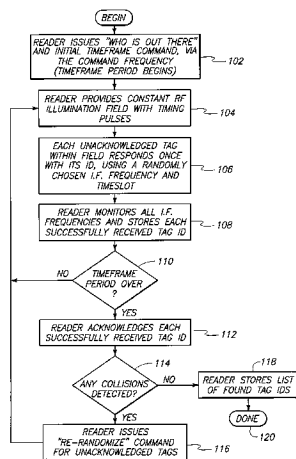 BEGIN
READER ISSUES "WHO IS OUT THERE"
AND INITIAL TIMEFRAME COMMAND, VIA
THE COMMAND FREQUENCY
(TIMEFRAME PERIOD BEGINS)
102
READER PROVIDES CONSTANT RF
ILLUMINATION FIELD WITH TIMING
PULSES
104
EACH UNACKNOWLEDGED TAG
WITHIN FIELD RESPONDS ONCE
WITH ITS ID, USING A RANDOMLY
CHOSEN I.F. FREQUENCY AND
TIMESLOT
106
READER MONITORS ALL I.F.
FREQUENCIES AND STORES EACH
SUCCESSFULLY RECEIVED TAG ID
108
110
NO
TIMEFRAME
PERIOD OVER
?
YES
READER ACKNOWLEDGES EACH
SUCCESSFULLY RECEIVED TAG ID
112
114
ANY COLLISIONS
DETECTED?
NO
118
READER STORES LIST
OF FOUND TAG IDS
YES
DONE
120
READER ISSUES
"RE-RANDOMIZE" COMMAND
FOR UNACKNOWLEDGED TAGS
116